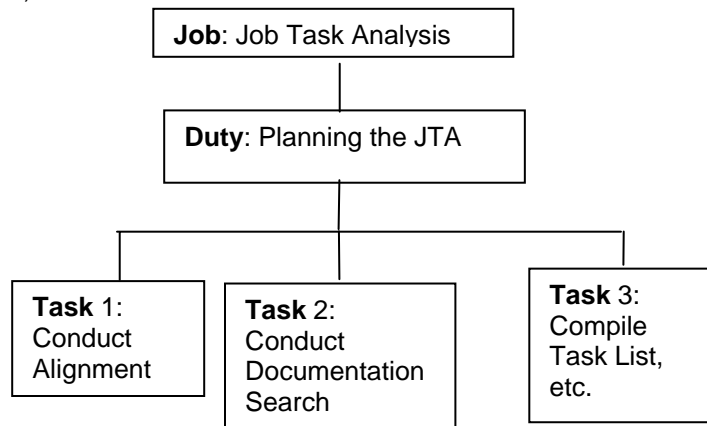 Job: Job Task Analysis
Duty: Planning the JTA
Task 1:
Conduct
Alignment
Task 2:
Conduct
Documentation
Search
Task 3:
Compile
Task List,
etc.